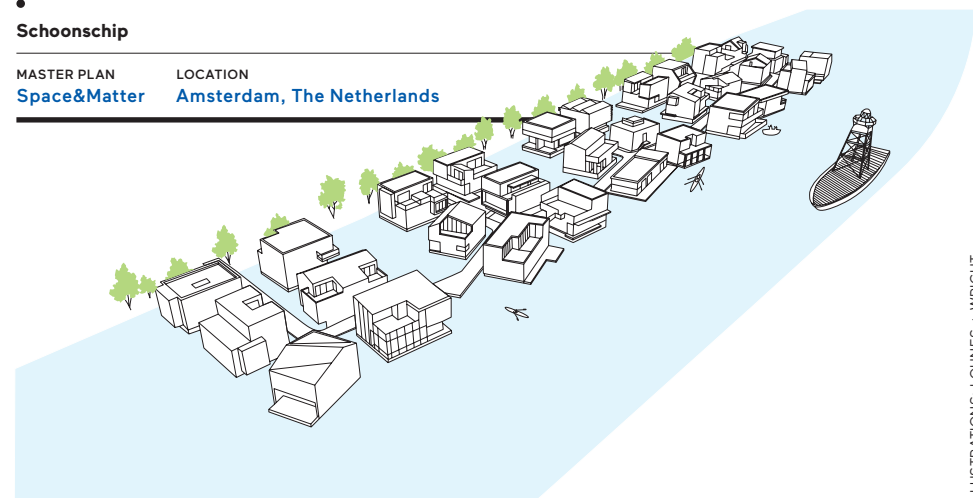 Schoonschip
MASTER PLAN
LOCATION
Space&Matter
Amsterdam, The Netherlands